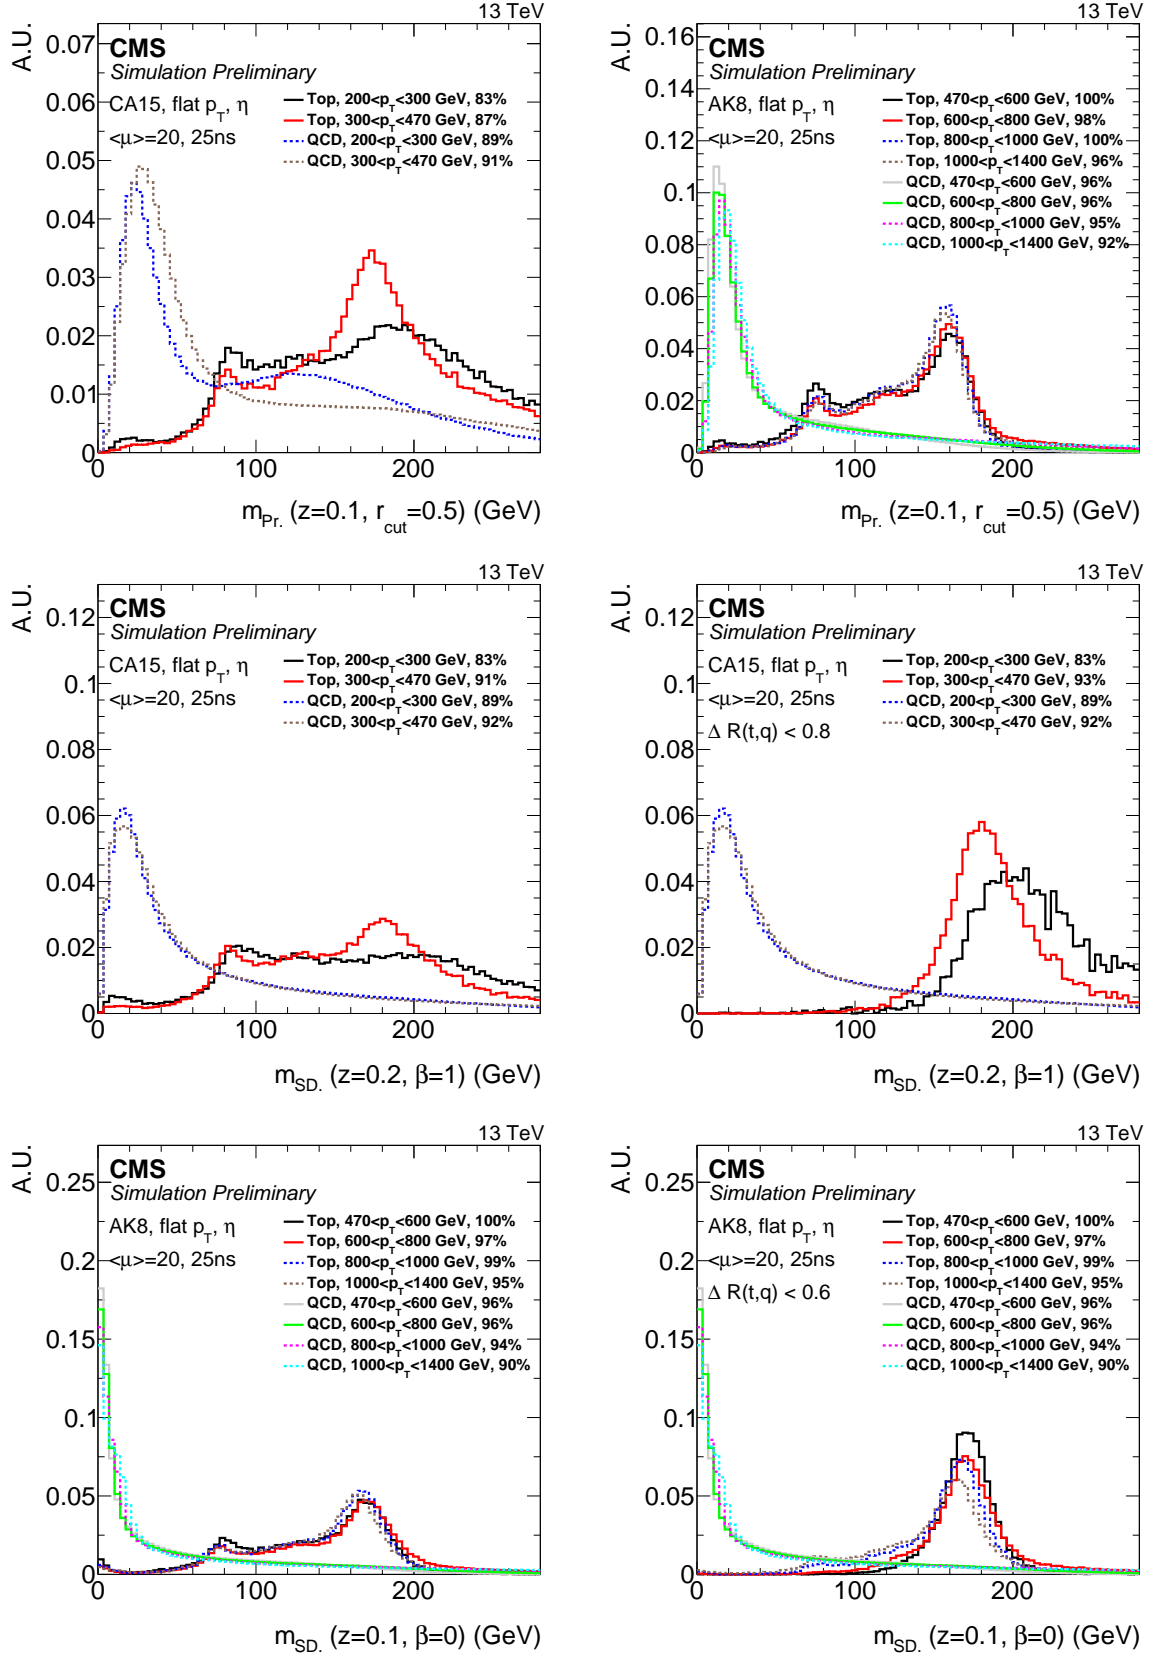 13 TeV
A.U.
CMS
Simulation Preliminary
CA15, flat p_T, η
<μ>=20, 25ns
Top, 200<p_T<300 GeV, 83%
Top, 300<p_T<470 GeV, 87%
QCD, 200<p_T<300 GeV, 89%
QCD, 300<p_T<470 GeV, 91%
0.07
0.06
0.05
0.04
0.03
0.02
0.01
0
0 100 200
m_Pr. (z=0.1, r_cut=0.5) (GeV)
13 TeV
A.U.
CMS
Simulation Preliminary
AK8, flat p_T, η
<μ>=20, 25ns
Top, 470<p_T<600 GeV, 100%
Top, 600<p_T<800 GeV, 98%
Top, 800<p_T<1000 GeV, 100%
Top, 1000<p_T<1400 GeV, 96%
QCD, 470<p_T<600 GeV, 96%
QCD, 600<p_T<800 GeV, 96%
QCD, 800<p_T<1000 GeV, 95%
QCD, 1000<p_T<1400 GeV, 92%
0.16
0.14
0.12
0.1
0.08
0.06
0.04
0.02
0
0 100 200
m_Pr. (z=0.1, r_cut=0.5) (GeV)
13 TeV
A.U.
CMS
Simulation Preliminary
CA15, flat p_T, η
<μ>=20, 25ns
Top, 200<p_T<300 GeV, 83%
Top, 300<p_T<470 GeV, 91%
QCD, 200<p_T<300 GeV, 89%
QCD, 300<p_T<470 GeV, 92%
0.12
0.1
0.08
0.06
0.04
0.02
0
0 100 200
m_SD. (z=0.2, β=1) (GeV)
13 TeV
A.U.
CMS
Simulation Preliminary
CA15, flat p_T, η
<μ>=20, 25ns
Δ R(t,q) < 0.8
Top, 200<p_T<300 GeV, 83%
Top, 300<p_T<470 GeV, 93%
QCD, 200<p_T<300 GeV, 89%
QCD, 300<p_T<470 GeV, 92%
0.12
0.1
0.08
0.06
0.04
0.02
0
0 100 200
m_SD. (z=0.2, β=1) (GeV)
13 TeV
A.U.
CMS
Simulation Preliminary
AK8, flat p_T, η
<μ>=20, 25ns
Top, 470<p_T<600 GeV, 100%
Top, 600<p_T<800 GeV, 97%
Top, 800<p_T<1000 GeV, 99%
Top, 1000<p_T<1400 GeV, 95%
QCD, 470<p_T<600 GeV, 96%
QCD, 600<p_T<800 GeV, 96%
QCD, 800<p_T<1000 GeV, 94%
QCD, 1000<p_T<1400 GeV, 90%
0.25
0.2
0.15
0.1
0.05
0
0 100 200
m_SD. (z=0.1, β=0) (GeV)
13 TeV
A.U.
CMS
Simulation Preliminary
AK8, flat p_T, η
<μ>=20, 25ns
Δ R(t,q) < 0.6
Top, 470<p_T<600 GeV, 100%
Top, 600<p_T<800 GeV, 97%
Top, 800<p_T<1000 GeV, 99%
Top, 1000<p_T<1400 GeV, 95%
QCD, 470<p_T<600 GeV, 96%
QCD, 600<p_T<800 GeV, 96%
QCD, 800<p_T<1000 GeV, 94%
QCD, 1000<p_T<1400 GeV, 90%
0.25
0.2
0.15
0.1
0.05
0
0 100 200
m_SD. (z=0.1, β=0) (GeV)